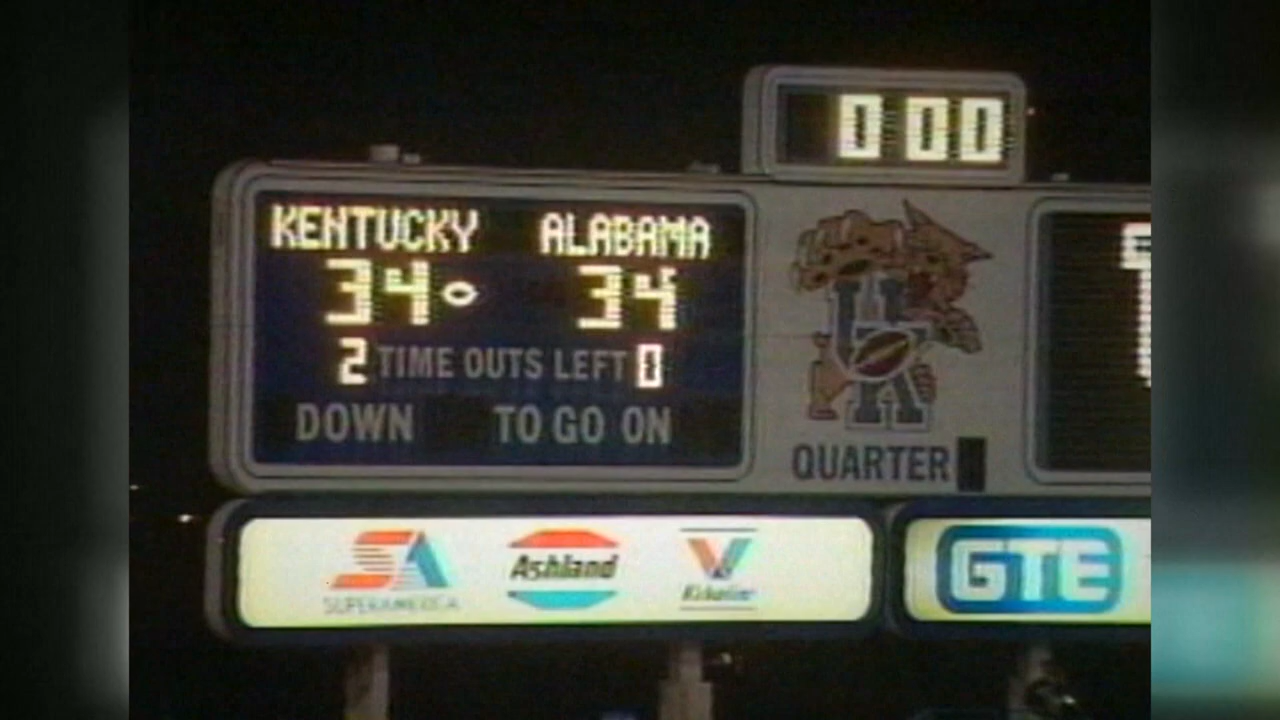 0 00
KENTUCKY ALABAMA
34 34
2 TIME OUTS LEFT 0
DOWN TO GO ON
UK
QUARTER
SA Ashland V
SUPERAMERICA
GTE